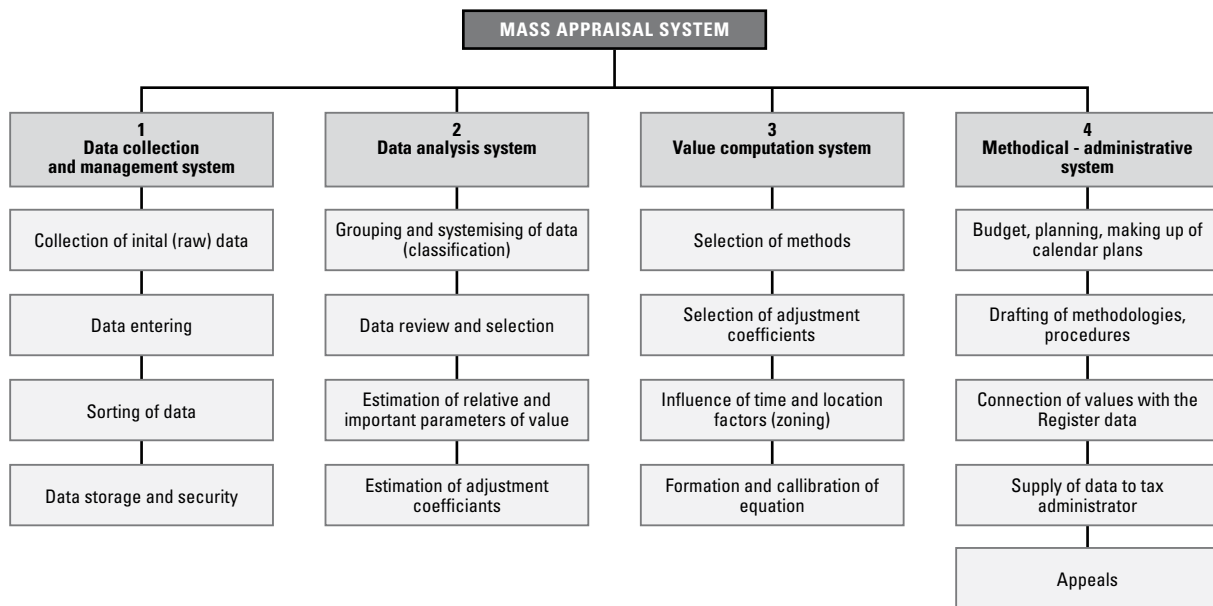 MASS APPRAISAL SYSTEM
1
Data collection
and management system
Collection of inital (raw) data
Data entering
Sorting of data
Data storage and security
2
Data analysis system
Grouping and systemising of data
(classification)
Data review and selection
Estimation of relative and
important parameters of value
Estimation of adjustment
coefficiants
3
Value computation system
Selection of methods
Selection of adjustment
coefficients
Influence of time and location
factors (zoning)
Formation and callibration of
equation
4
Methodical - administrative
system
Budget, planning, making up of
calendar plans
Drafting of methodologies,
procedures
Connection of values with the
Register data
Supply of data to tax
administrator
Appeals